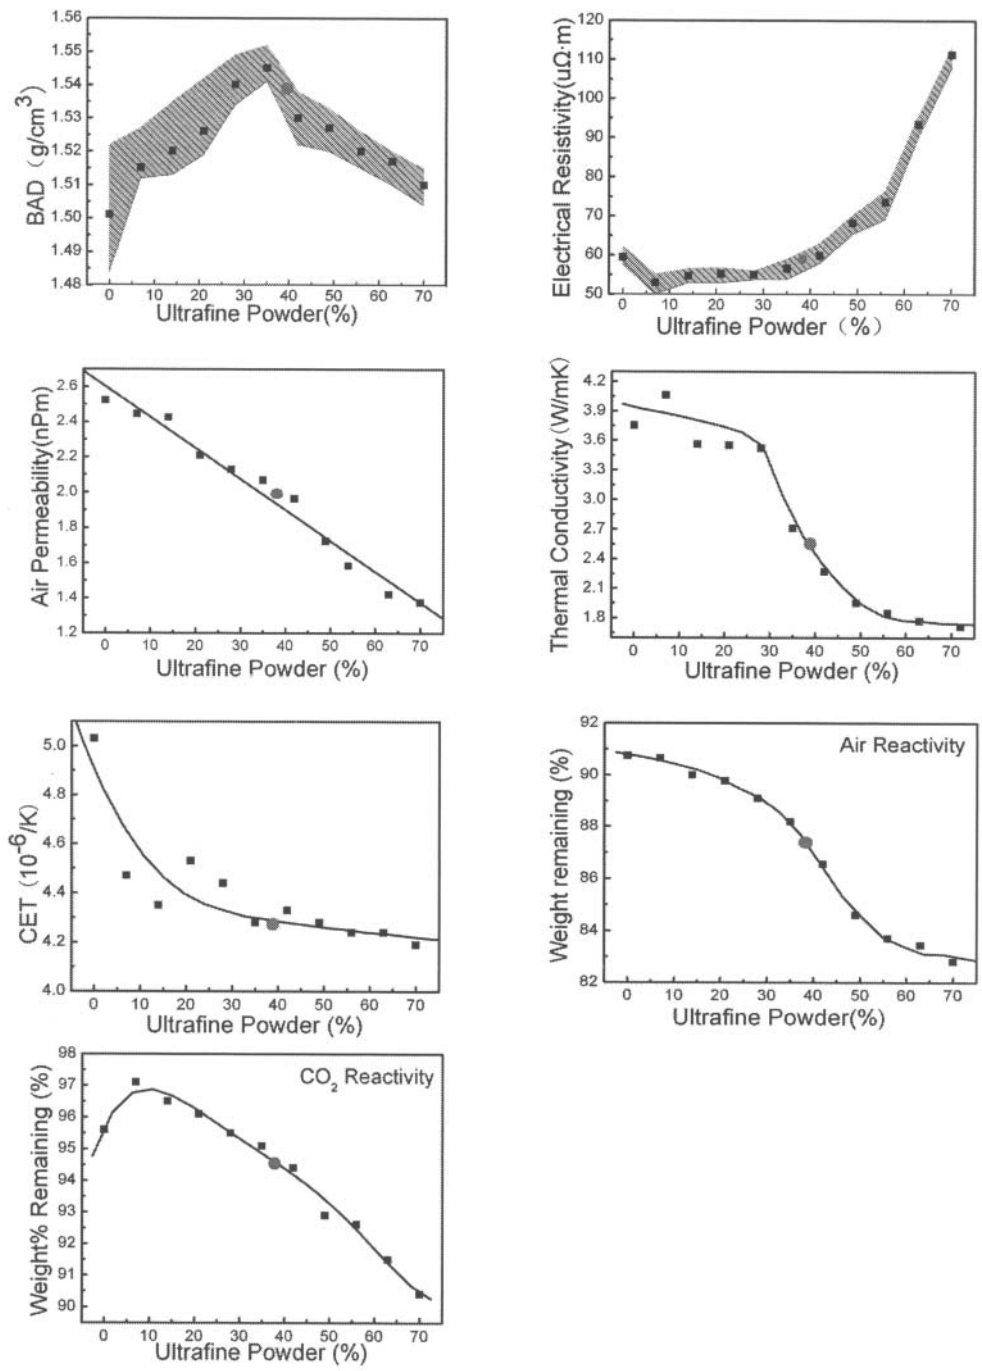 1.56
1.55
1.54
1.53
1.52
1.51
1.50
1.49
1.48
BAD (g/cm³)
0 10 20 30 40 50 60 70
Ultrafine Powder(%)
120
110
100
90
80
70
60
50
Electrical Resistivity(uΩ·m)
0 10 20 30 40 50 60 70
Ultrafine Powder (%)
2.6
2.4
2.2
2.0
1.8
1.6
1.4
1.2
Air Permeability(nPm)
0 10 20 30 40 50 60 70
Ultrafine Powder (%)
4.2
3.9
3.6
3.3
3.0
2.7
2.4
2.1
1.8
Thermal Conductivity(W/mK)
0 10 20 30 40 50 60 70
Ultrafine Powder (%)
5.0
4.8
4.6
4.4
4.2
4.0
CET (10⁻⁶/K)
0 10 20 30 40 50 60 70
Ultrafine Powder (%)
Air Reactivity
92
90
88
86
84
82
Weight remaining (%)
0 10 20 30 40 50 60 70
Ultrafine Powder(%)
CO₂ Reactivity
98
97
96
95
94
93
92
91
90
Weight% Remaining (%)
0 10 20 30 40 50 60 70
Ultrafine Powder (%)